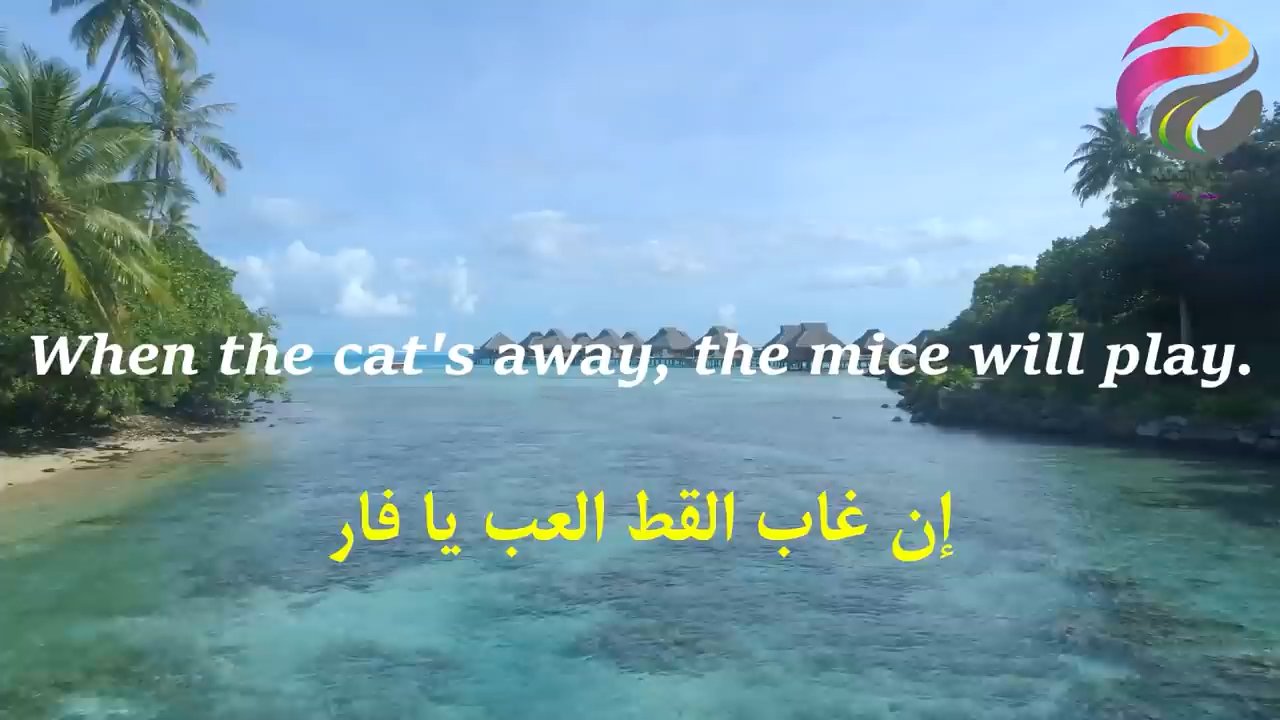 When the cat's away, the mice will play.
إن غاب القط العب يا فار